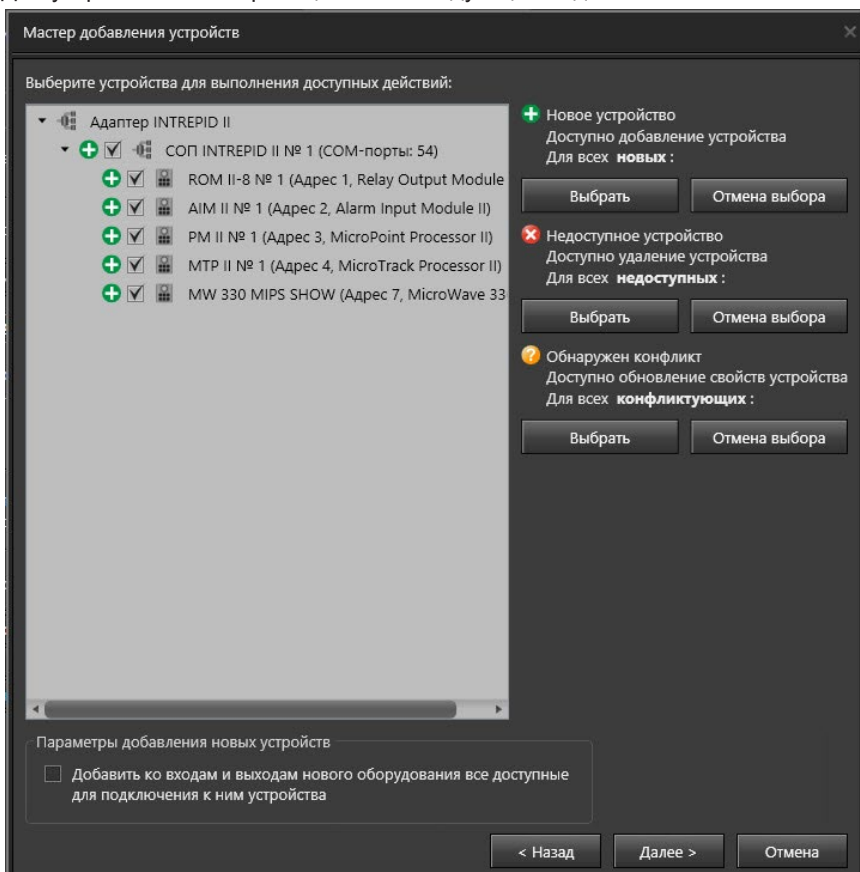 Мастер добавления устройств
Выберите устройства для выполнения доступных действий:
Адаптер INTREPID II
СОП INTREPID II № 1 (COM-порты: 54)
ROM II-8 № 1 (Адрес 1, Relay Output Module
AIM II № 1 (Адрес 2, Alarm Input Module II)
PM II № 1 (Адрес 3, MicroPoint Processor II)
MTP II № 1 (Адрес 4, MicroTrack Processor II)
MW 330 MIPS SHOW (Адрес 7, MicroWave 33
Новое устройство
Доступно добавление устройства
Для всех новых :
Выбрать Отмена выбора
Недоступное устройство
Доступно удаление устройства
Для всех недоступных :
Выбрать Отмена выбора
Обнаружен конфликт
Доступно обновление свойств устройства
Для всех конфликтующих :
Выбрать Отмена выбора
Параметры добавления новых устройств
Добавить ко входам и выходам нового оборудования все доступные
для подключения к ним устройства
< Назад Далее > Отмена